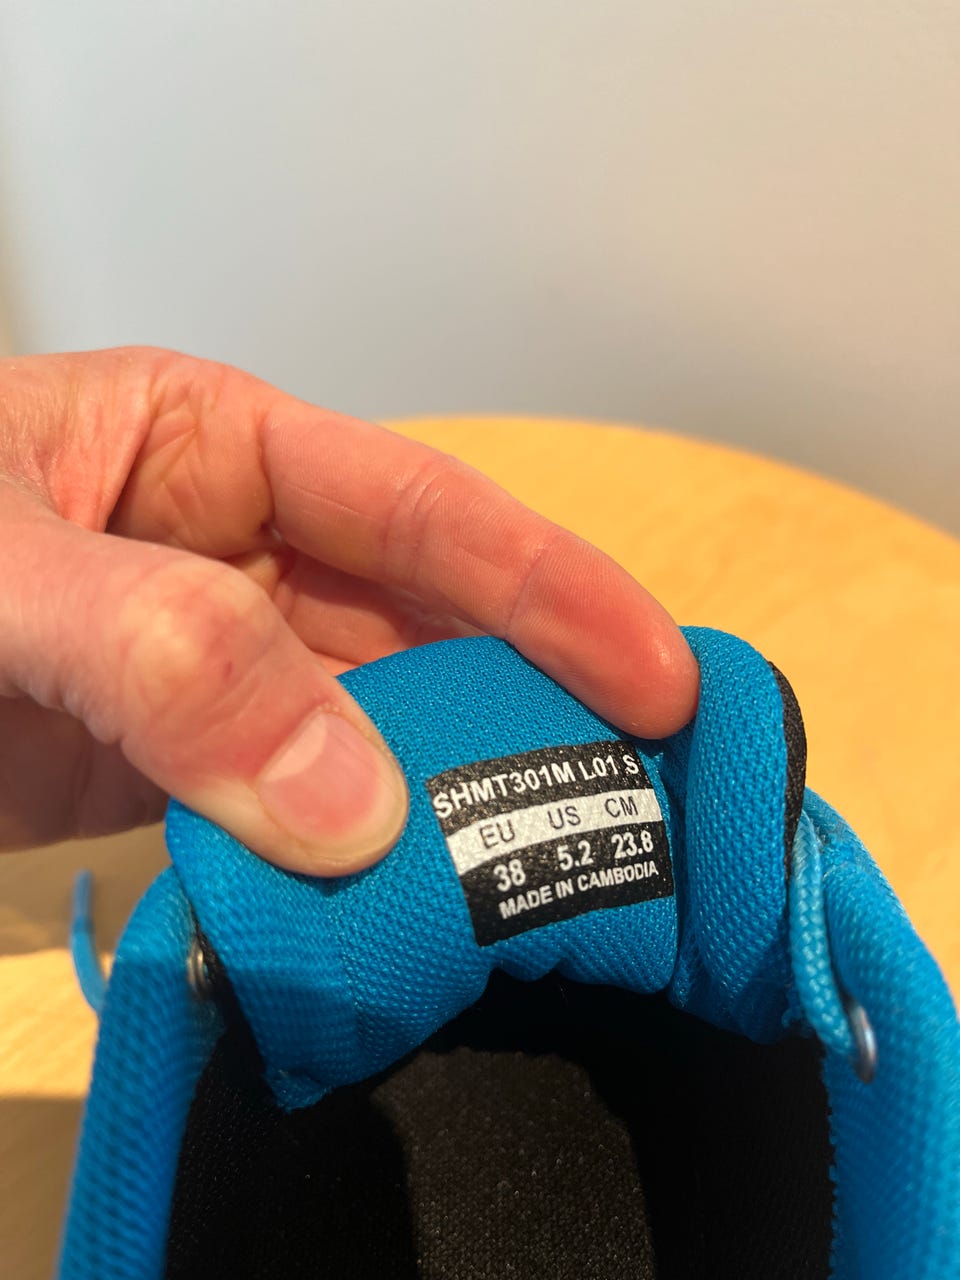 SHMT301M L01 S
EU US CM
38 5.2 23.8
MADE IN CAMBODIA